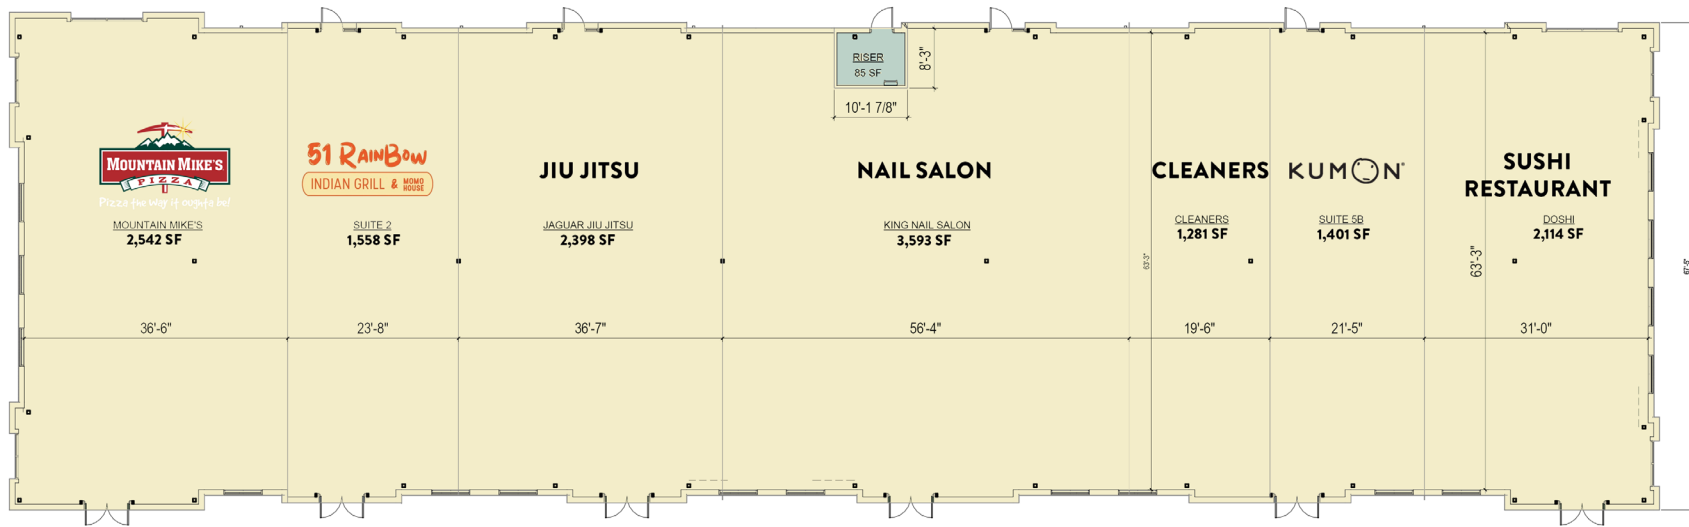 RISER
85 SF
8'-3"
10'-1 7/8"
MOUNTAIN MIKE'S
PIZZA
Pizza the Way it oughta be!
MOUNTAIN MIKE'S
2,542 SF
51 RAINBOW
INDIAN GRILL & MOMO HOUSE
SUITE 2
1,558 SF
JIU JITSU
JAGUAR JIU JITSU
2,398 SF
NAIL SALON
KING NAIL SALON
3,593 SF
CLEANERS
CLEANERS
1,281 SF
KUMON®
SUITE 5B
1,401 SF
SUSHI
RESTAURANT
DOSHI
2,114 SF
63'-3"
63'-3"
36'-6"
23'-8"
36'-7"
56'-4"
19'-6"
21'-5"
31'-0"